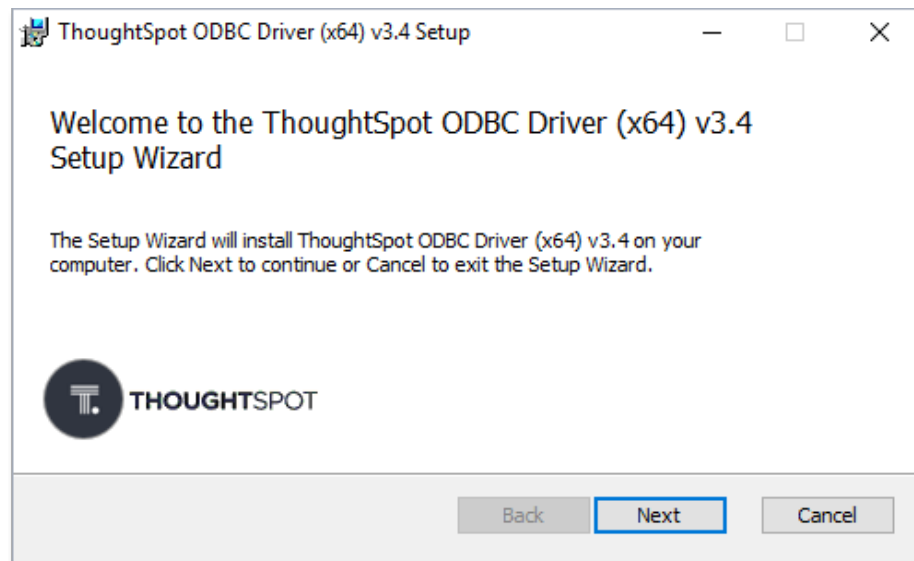 ThoughtSpot ODBC Driver (x64) v3.4 Setup
Welcome to the ThoughtSpot ODBC Driver (x64) v3.4
Setup Wizard
The Setup Wizard will install ThoughtSpot ODBC Driver (x64) v3.4 on your
computer. Click Next to continue or Cancel to exit the Setup Wizard.
T. THOUGHTSPOT
Back Next Cancel